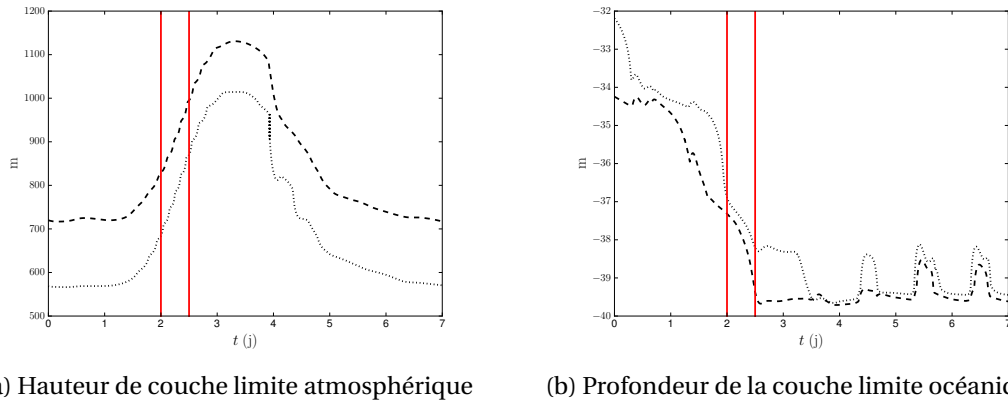 1200
1100
1000
900
800
700
600
500
m
0 1 2 3 4 5 6 7
t (j)
−32
−33
−34
−35
−36
−37
−38
−39
−40
m
0 1 2 3 4 5 6 7
t (j)
) Hauteur de couche limite atmosphérique
(b) Profondeur de la couche limite